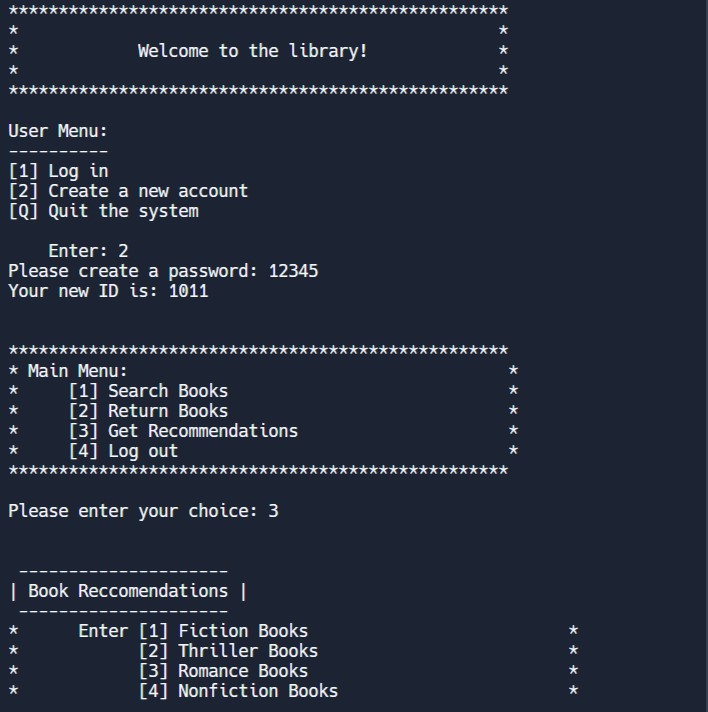 **************************************************
*                                                *
*            Welcome to the library!             *
*                                                *
**************************************************
User Menu:
----------
[1] Log in
[2] Create a new account
[Q] Quit the system
    Enter: 2
Please create a password: 12345
Your new ID is: 1011
**************************************************
* Main Menu:                                      *
*     [1] Search Books                            *
*     [2] Return Books                            *
*     [3] Get Recommendations                     *
*     [4] Log out                                 *
**************************************************
Please enter your choice: 3
 ---------------------
| Book Reccomendations |
 ---------------------
*      Enter [1] Fiction Books                          *
*            [2] Thriller Books                         *
*            [3] Romance Books                          *
*            [4] Nonfiction Books                       *